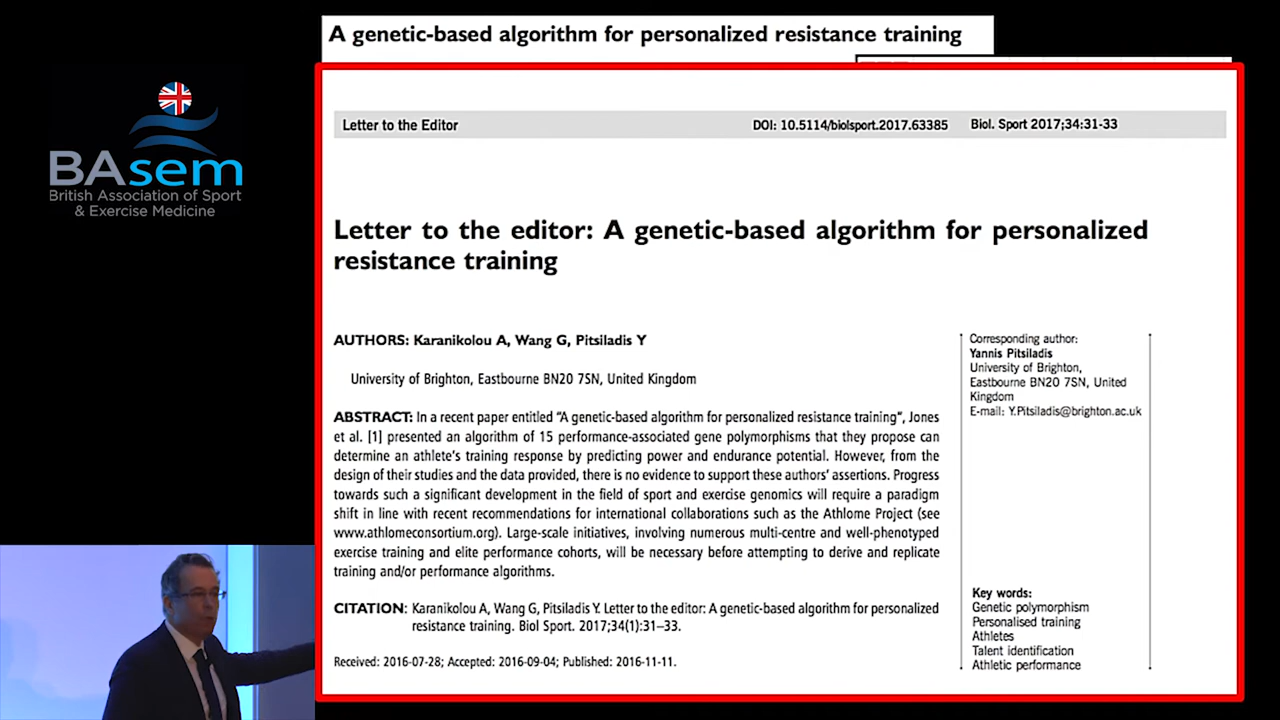 A genetic-based algorithm for personalized resistance training
BAsem
British Association of Sport
& Exercise Medicine
Letter to the Editor
DOI: 10.5114/biolsport.2017.63385
Biol. Sport 2017;34:31-33
Letter to the editor: A genetic-based algorithm for personalized
resistance training
AUTHORS: Karanikolou A, Wang G, Pitsiladis Y
University of Brighton, Eastbourne BN20 7SN, United Kingdom
ABSTRACT: In a recent paper entitled “A genetic-based algorithm for personalized resistance training“, Jones
et al. [1] presented an algorithm of 15 performance-associated gene polymorphisms that they propose can
determine an athlete’s training response by predicting power and endurance potential. However, from the
design of their studies and the data provided, there is no evidence to support these authors’ assertions. Progress
towards such a significant development in the field of sport and exercise genomics will require a paradigm
shift in line with recent recommendations for international collaborations such as the Athlome Project (see
www.athlomeconsortium.org). Large-scale initiatives, involving numerous multi-centre and well-phenotyped
exercise training and elite performance cohorts, will be necessary before attempting to derive and replicate
training and/or performance algorithms.
CITATION: Karanikolou A, Wang G, Pitsiladis Y. Letter to the editor: A genetic-based algorithm for personalized
resistance training. Biol Sport. 2017;34(1):31–33.
Received: 2016-07-28; Accepted: 2016-09-04; Published: 2016-11-11.
Corresponding author:
Yannis Pitsiladis
University of Brighton,
Eastbourne BN20 7SN, United
Kingdom
E-mail: Y.Pitsiladis@brighton.ac.uk
Key words:
Genetic polymorphism
Personalised training
Athletes
Talent identification
Athletic performance